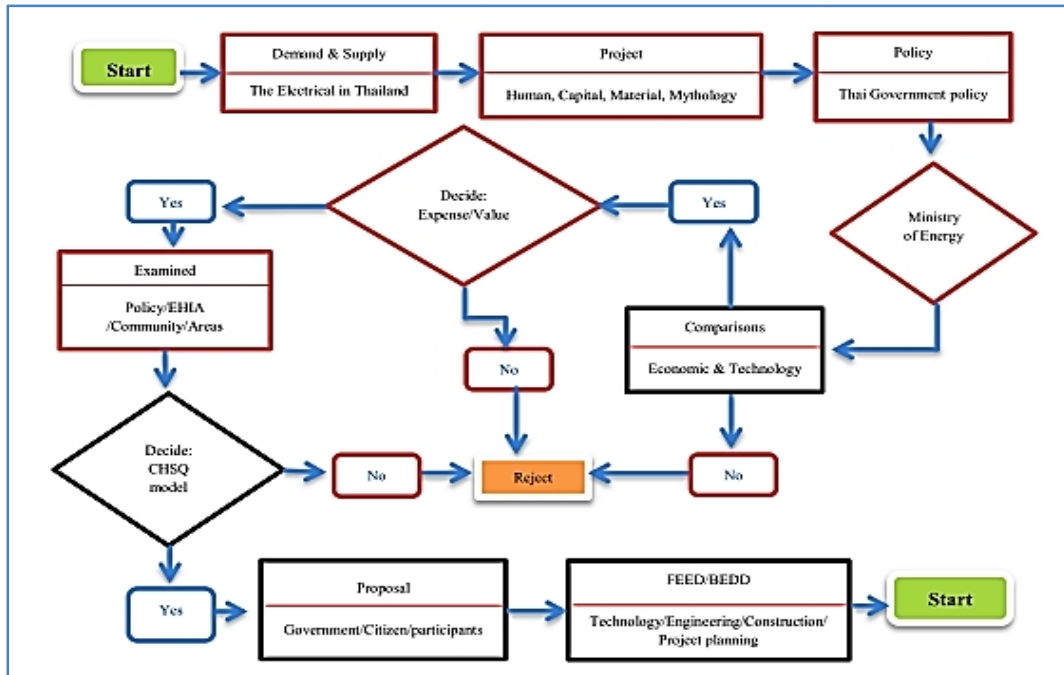 Start
Demand & Supply
The Electrical in Thailand
Project
Human, Capital, Material, Mythology
Policy
Thai Government policy
Yes
Decide:
Expense/Value
Yes
Ministry
of Energy
Examined
Policy/EHIA
/Community/Areas
No
Comparisons
Economic & Technology
Decide:
CHSQ
model
No
Reject
No
Yes
Proposal
Government/Citizen/participants
FEED/BEDD
Technology/Engineering/Construction/
Project planning
Start